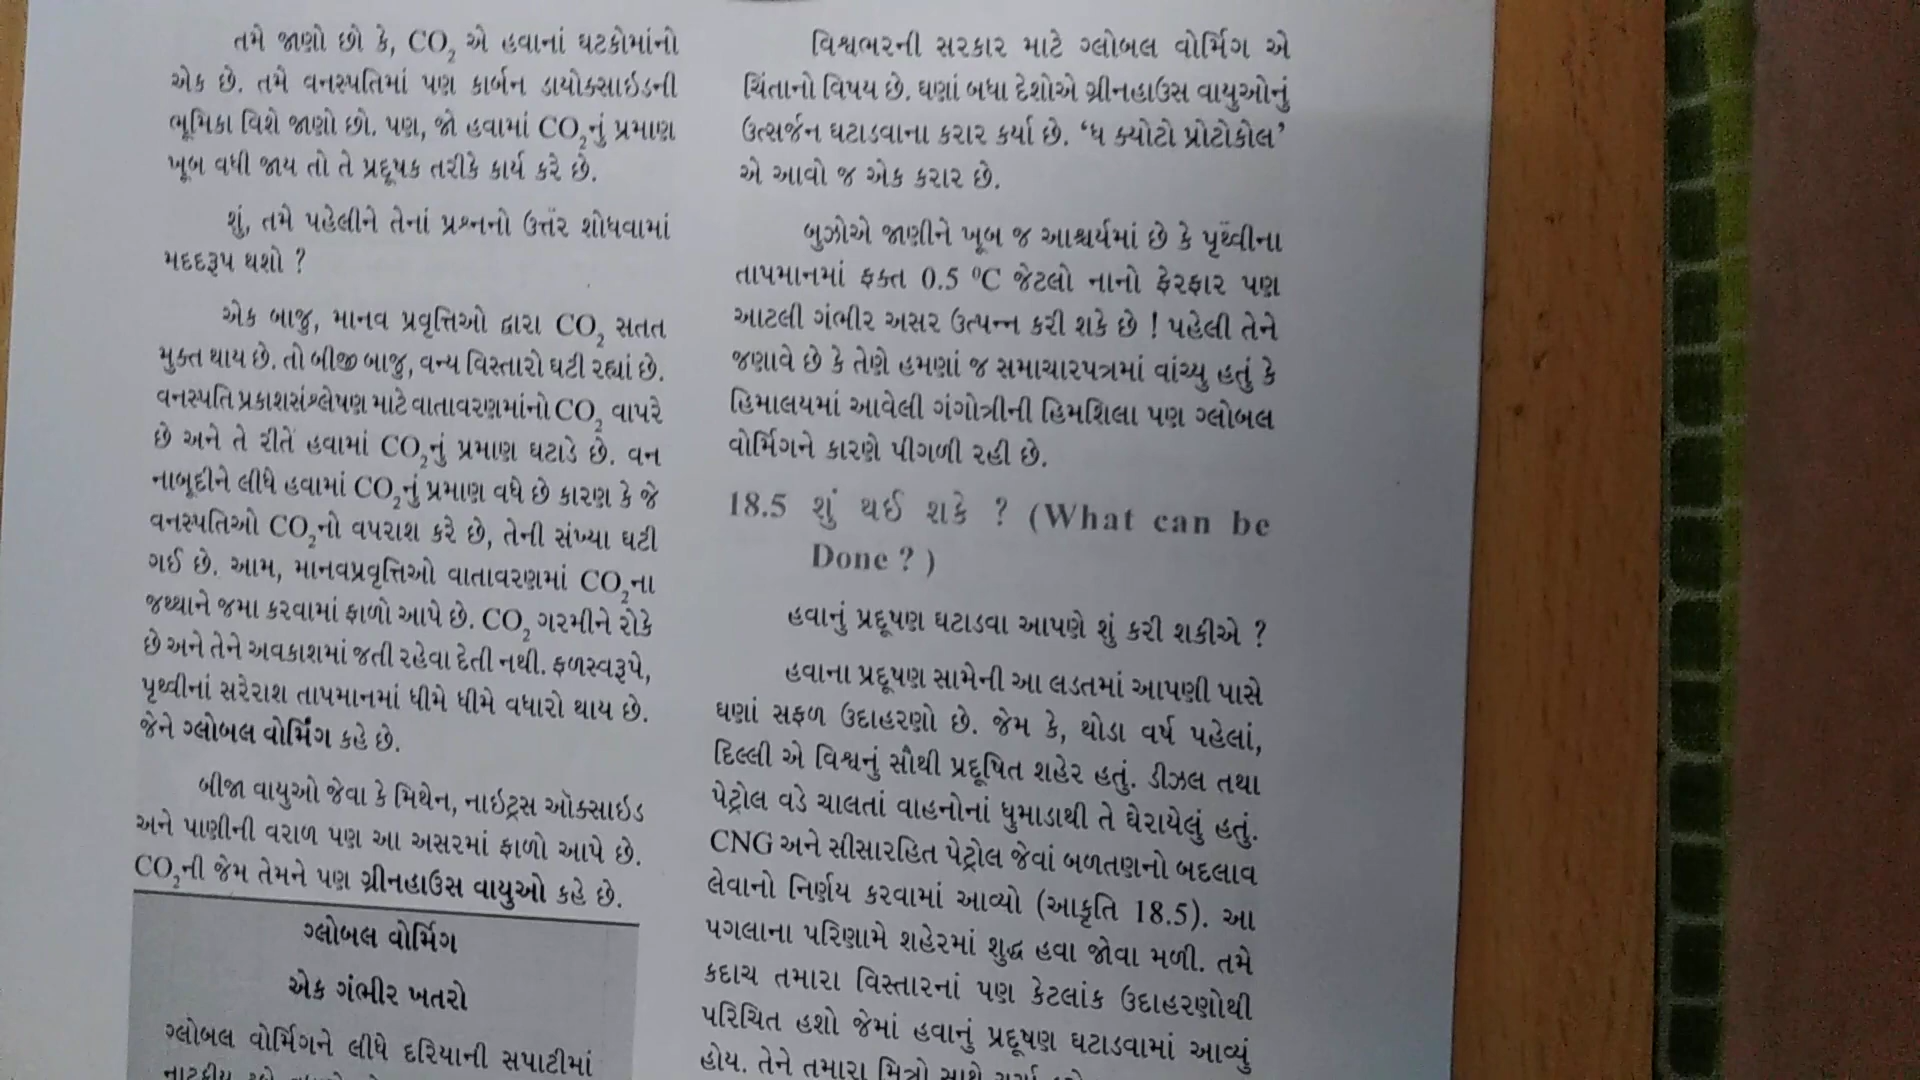 તમે જાણો છો કે, CO₂ એ હવાનાં ઘટકોમાંનો
એક છે. તમે વનસ્પતિમાં પણ કાર્બન ડાયોક્સાઇડની
ભૂમિકા વિશે જાણો છો. પણ, જો હવામાં CO₂નું પ્રમાણ
ખૂબ વધી જાય તો તે પ્રદૂષક તરીકે કાર્ય કરે છે.
શું, તમે પહેલીને તેનાં પ્રશ્નનો ઉત્તર શોધવામાં
મદદરૂપ થશો ?
એક બાજુ, માનવ પ્રવૃત્તિઓ દ્વારા CO₂ સતત
મુક્ત થાય છે. તો બીજી બાજુ, વન્ય વિસ્તારો ઘટી રહ્યાં છે.
વનસ્પતિ પ્રકાશસંશ્લેષણ માટે વાતાવરણમાંનો CO₂ વાપરે
છે અને તે રીતે હવામાં CO₂નું પ્રમાણ ઘટાડે છે. વન
નાબૂદીને લીધે હવામાં CO₂નું પ્રમાણ વધે છે કારણ કે જે
વનસ્પતિઓ CO₂નો વપરાશ કરે છે, તેની સંખ્યા ઘટી
ગઈ છે. આમ, માનવપ્રવૃત્તિઓ વાતાવરણમાં CO₂ના
જથ્થાને જમા કરવામાં ફાળો આપે છે. CO₂ ગરમીને રોકે
છે અને તેને અવકાશમાં જતી રહેવા દેતી નથી. ફળસ્વરૂપે,
પૃથ્વીનાં સરેરાશ તાપમાનમાં ધીમે ધીમે વધારો થાય છે.
જેને ગ્લોબલ વોર્મિંગ કહે છે.
બીજા વાયુઓ જેવા કે મિથેન, નાઇટ્રસ ઑક્સાઇડ
અને પાણીની વરાળ પણ આ અસરમાં ફાળો આપે છે.
CO₂ની જેમ તેમને પણ ગ્રીનહાઉસ વાયુઓ કહે છે.
ગ્લોબલ વોર્મિંગ
એક ગંભીર ખતરો
ગ્લોબલ વોર્મિંગને લીધે દરિયાની સપાટીમાં
વિશ્વભરની સરકાર માટે ગ્લોબલ વોર્મિંગ એ
ચિંતાનો વિષય છે. ઘણાં બધા દેશોએ ગ્રીનહાઉસ વાયુઓનું
ઉત્સર્જન ઘટાડવાના કરાર કર્યા છે. ‘ધ ક્યોટો પ્રોટોકોલ’
એ આવો જ એક કરાર છે.
બુઝોએ જાણીને ખૂબ જ આશ્ચર્યમાં છે કે પૃથ્વીના
તાપમાનમાં ફક્ત 0.5 °C જેટલો નાનો ફેરફાર પણ
આટલી ગંભીર અસર ઉત્પન્ન કરી શકે છે ! પહેલી તેને
જણાવે છે કે તેણે હમણાં જ સમાચારપત્રમાં વાંચ્યુ હતું કે
હિમાલયમાં આવેલી ગંગોત્રીની હિમશિલા પણ ગ્લોબલ
વોર્મિંગને કારણે પીગળી રહી છે.
18.5 શું થઈ શકે ? (What can be
Done ? )
હવાનું પ્રદૂષણ ઘટાડવા આપણે શું કરી શકીએ ?
હવાના પ્રદૂષણ સામેની આ લડતમાં આપણી પાસે
ઘણાં સફળ ઉદાહરણો છે. જેમ કે, થોડા વર્ષ પહેલાં,
દિલ્લી એ વિશ્વનું સૌથી પ્રદૂષિત શહેર હતું. ડીઝલ તથા
પેટ્રોલ વડે ચાલતાં વાહનોનાં ધુમાડાથી તે ઘેરાયેલું હતું.
CNG અને સીસારહિત પેટ્રોલ જેવાં બળતણનો બદલાવ
લેવાનો નિર્ણય કરવામાં આવ્યો (આકૃતિ 18.5). આ
પગલાના પરિણામે શહેરમાં શુદ્ધ હવા જોવા મળી. તમે
કદાચ તમારા વિસ્તારનાં પણ કેટલાંક ઉદાહરણોથી
પરિચિત હશો જેમાં હવાનું પ્રદૂષણ ઘટાડવામાં આવ્યું
હોય. તેને તમારા મિત્રો સાથે